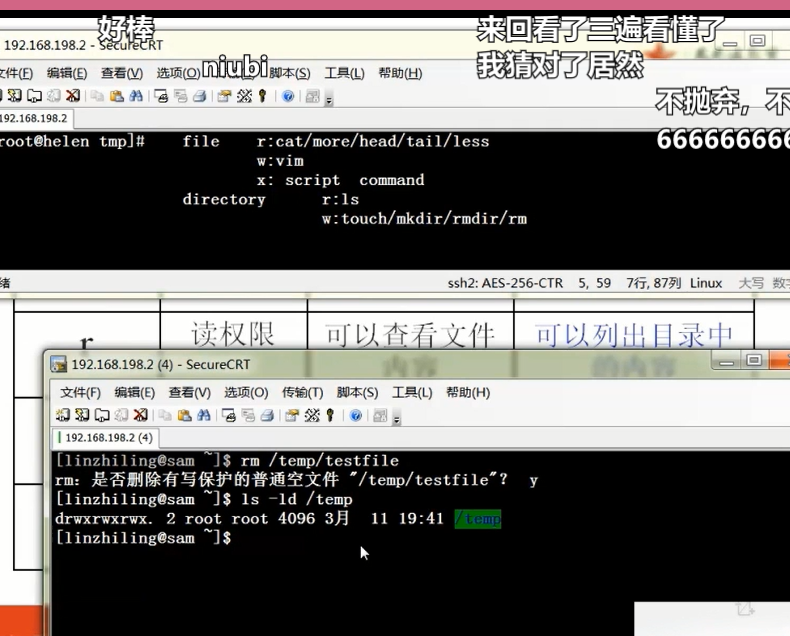 好棒
来回看了三遍看懂了
192.168.198.2 - SecureCRT
niubi
我猜对了居然
文件(F) 编辑(E) 查看(V) 选项(O) 脚本(S) 工具(L) 帮助(H)
不抛弃，不
192.168.198.2
666666666
root@helen tmp]# file r:cat/more/head/tail/less
w:vim
x: script command
directory r:ls
w:touch/mkdir/rmdir/rm
绪 ssh2: AES-256-CTR 5, 59 7行, 87列 Linux 大写 数字
r 读权限 可以查看文件内容 可以列出目录中的内容
192.168.198.2 (4) - SecureCRT
文件(F) 编辑(E) 查看(V) 选项(O) 传输(T) 脚本(S) 工具(L) 帮助(H)
192.168.198.2 (4)
[linzhiling@sam ~]$ rm /temp/testfile
rm：是否删除有写保护的普通空文件 "/temp/testfile"？ y
[linzhiling@sam ~]$ ls -ld /temp
drwxrwxrwx. 2 root root 4096 3月 11 19:41 /temp
[linzhiling@sam ~]$